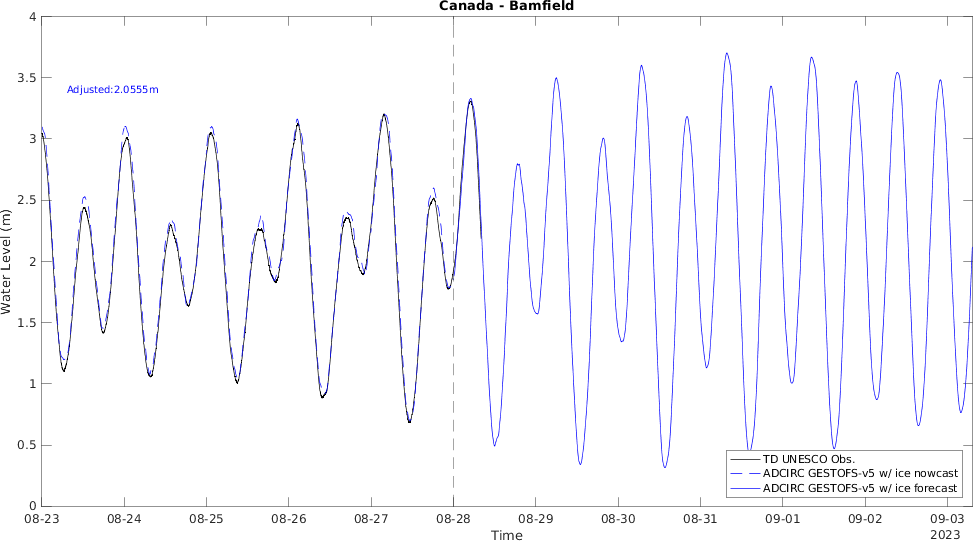 Canada - Bamfield
4
3.5
3
2.5
2
1.5
1
0.5
0
Water Level (m)
Adjusted:2.0555m
TD UNESCO Obs.
ADCIRC GESTOFS-v5 w/ ice nowcast
ADCIRC GESTOFS-v5 w/ ice forecast
08-23 08-24 08-25 08-26 08-27 08-28 08-29 08-30 08-31 09-01 09-02 09-03
2023
Time